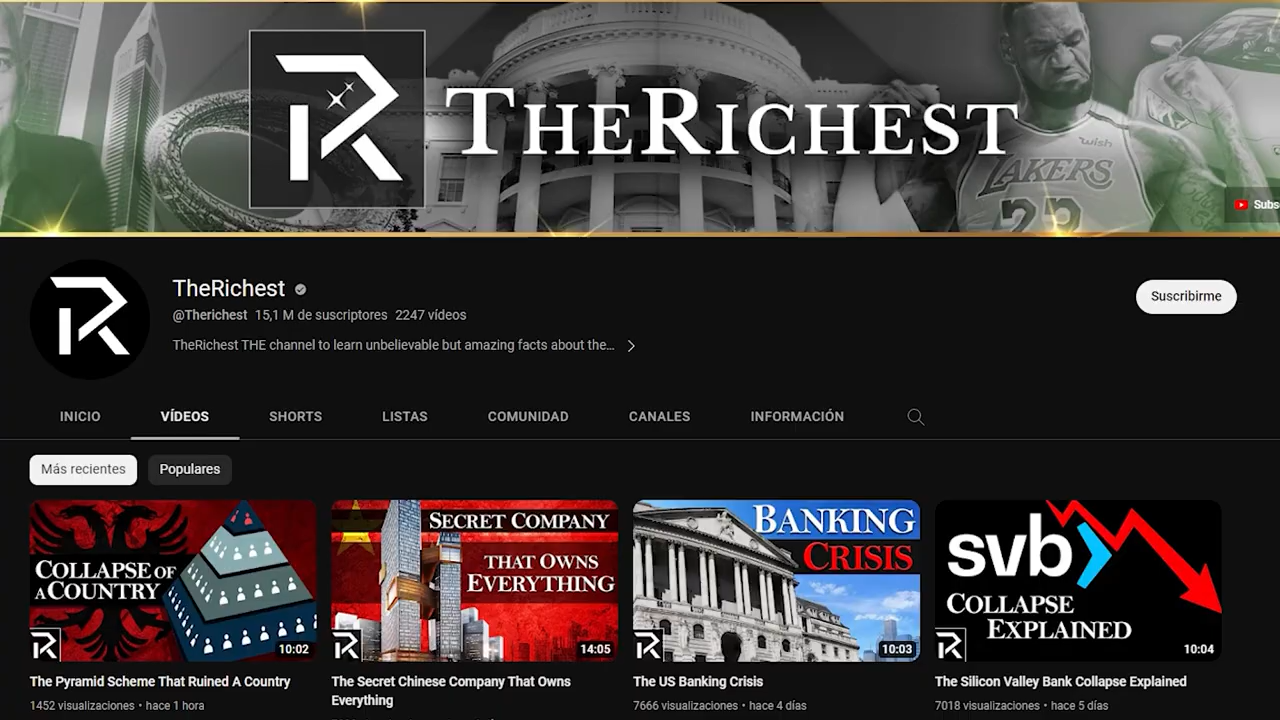 R THERICHEST
wish
LAKERS
23
Subs
TheRichest
@Therichest 15,1 M de suscriptores 2247 vídeos
TheRichest THE channel to learn unbelievable but amazing facts about the...
Suscribirme
INICIO VÍDEOS SHORTS LISTAS COMUNIDAD CANALES INFORMACIÓN
Más recientes Populares
COLLAPSE OF
A COUNTRY
10:02
SECRET COMPANY
THAT OWNS
EVERYTHING
14:05
BANKING
CRISIS
10:03
svb
COLLAPSE
EXPLAINED
10:04
The Pyramid Scheme That Ruined A Country
1452 visualizaciones • hace 1 hora
The Secret Chinese Company That Owns
Everything
The US Banking Crisis
7666 visualizaciones • hace 4 días
The Silicon Valley Bank Collapse Explained
7018 visualizaciones • hace 5 días